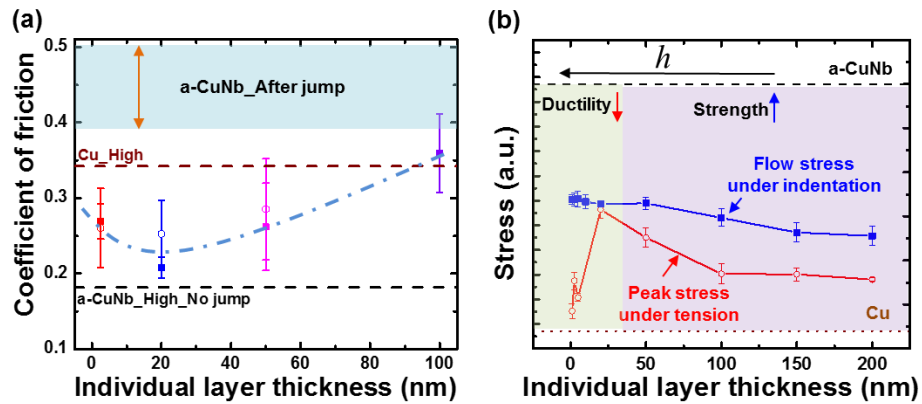 (a)
0.5
0.4
0.3
0.2
0.1
Coefficient of friction
a-CuNb_After jump
Cu_High
a-CuNb_High_No jump
0 20 40 60 80 100
Individual layer thickness (nm)
(b)
Stress (a.u.)
h
a-CuNb
Ductility
Strength
Flow stress
under indentation
Peak stress
under tension
Cu
0 50 100 150 200
Individual layer thickness (nm)